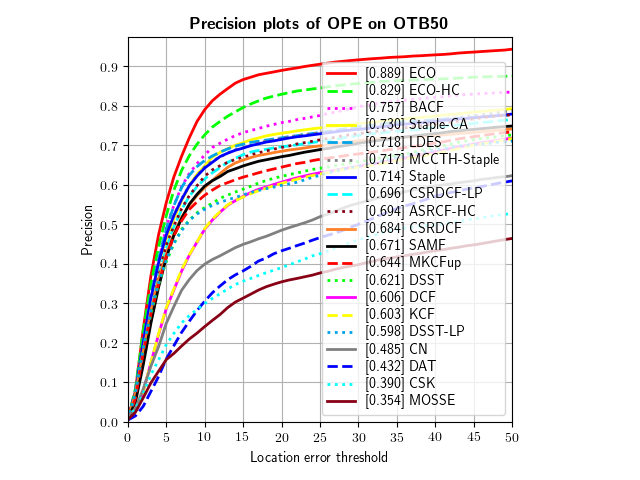 Precision plots of OPE on OTB50
Precision
0.9
0.8
0.7
0.6
0.5
0.4
0.3
0.2
0.1
0.0
[0.889] ECO
[0.829] ECO-HC
[0.757] BACF
[0.730] Staple-CA
[0.718] LDES
[0.717] MCCTH-Staple
[0.714] Staple
[0.696] CSRDCF-LP
[0.694] ASRCF-HC
[0.684] CSRDCF
[0.671] SAMF
[0.644] MKCFup
[0.621] DSST
[0.606] DCF
[0.603] KCF
[0.598] DSST-LP
[0.485] CN
[0.432] DAT
[0.390] CSK
[0.354] MOSSE
0 5 10 15 20 25 30 35 40 45 50
Location error threshold